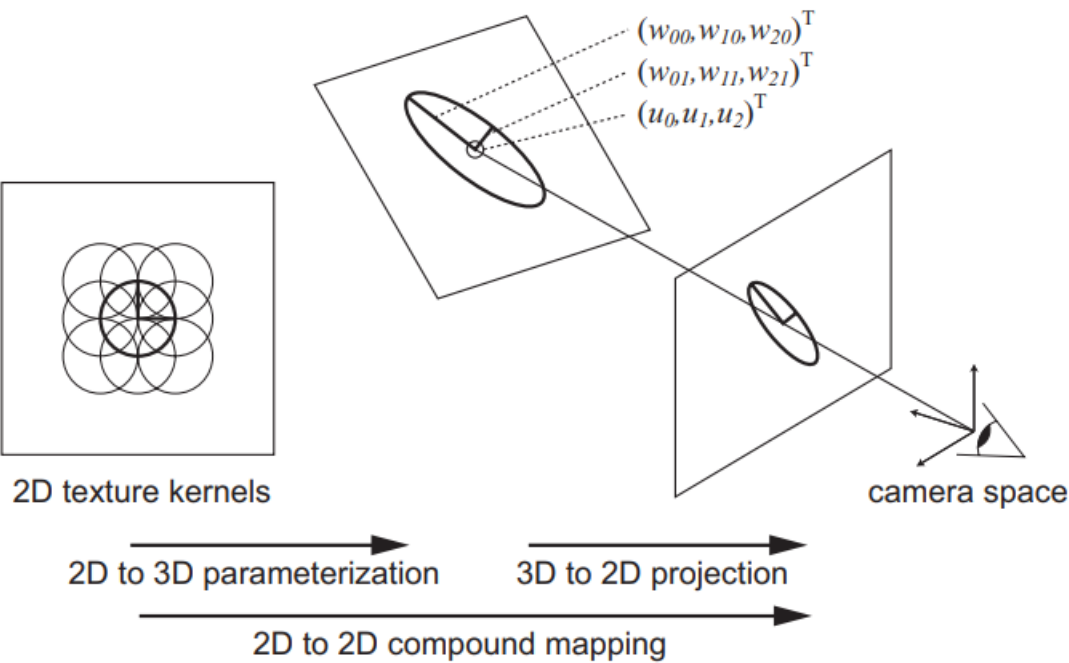 (w₀₀,w₁₀,w₂₀)ᵀ
(w₀₁,w₁₁,w₂₁)ᵀ
(u₀,u₁,u₂)ᵀ
2D texture kernels
camera space
2D to 3D parameterization
3D to 2D projection
2D to 2D compound mapping